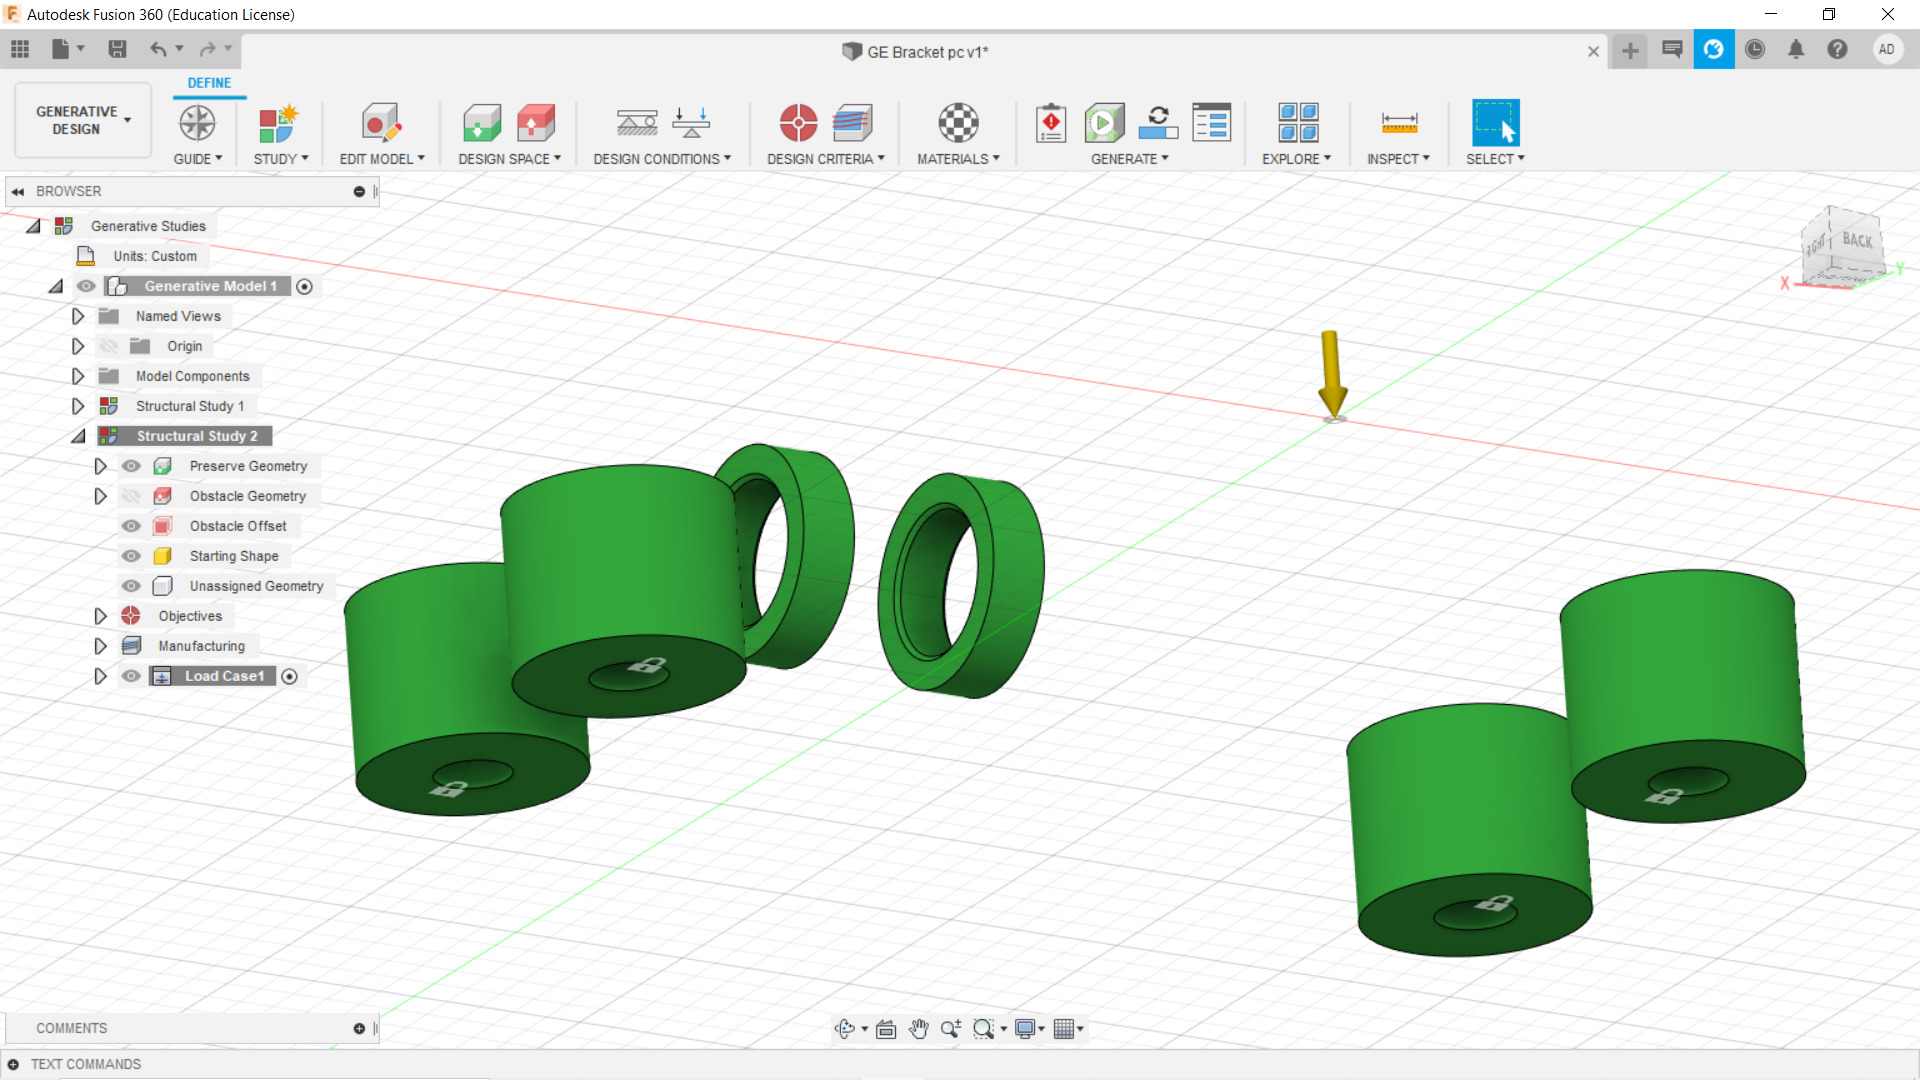 Autodesk Fusion 360 (Education License)
GE Bracket pc v1*
AD
DEFINE
GENERATIVE
DESIGN
GUIDE
STUDY
EDIT MODEL
DESIGN SPACE
DESIGN CONDITIONS
DESIGN CRITERIA
MATERIALS
GENERATE
EXPLORE
INSPECT
SELECT
BROWSER
Generative Studies
Units: Custom
Generative Model 1
Named Views
Origin
Model Components
Structural Study 1
Structural Study 2
Preserve Geometry
Obstacle Geometry
Obstacle Offset
Starting Shape
Unassigned Geometry
Objectives
Manufacturing
Load Case1
RIGHT
BACK
X
Y
COMMENTS
TEXT COMMANDS